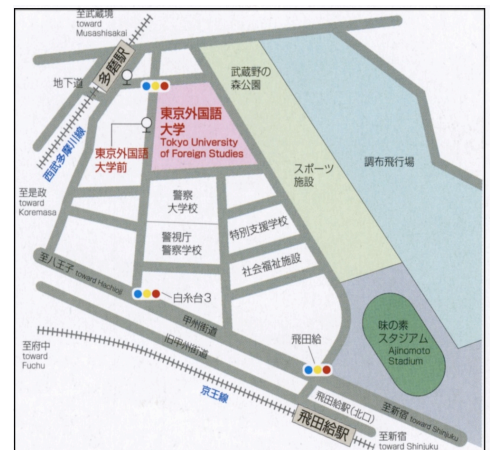 至武蔵境
toward
Musashisakai
多磨駅
地下道
西武多摩川線
東京外国語
大学前
東京外国語
大学
Tokyo University
of Foreign Studies
武蔵野の
森公園
スポーツ
施設
調布飛行場
至是政
toward
Koremasa
警察
大学校
警視庁
警察学校
特別支援学校
社会福祉施設
至八王子 toward Hachioji
白糸台3
甲州街道
旧甲州街道
飛田給
味の素
スタジアム
Ajinomoto
Stadium
至府中
toward
Fuchu
京王線
飛田給駅(北口)
飛田給駅
至新宿 toward Shinjuku
至新宿
toward Shinjuku